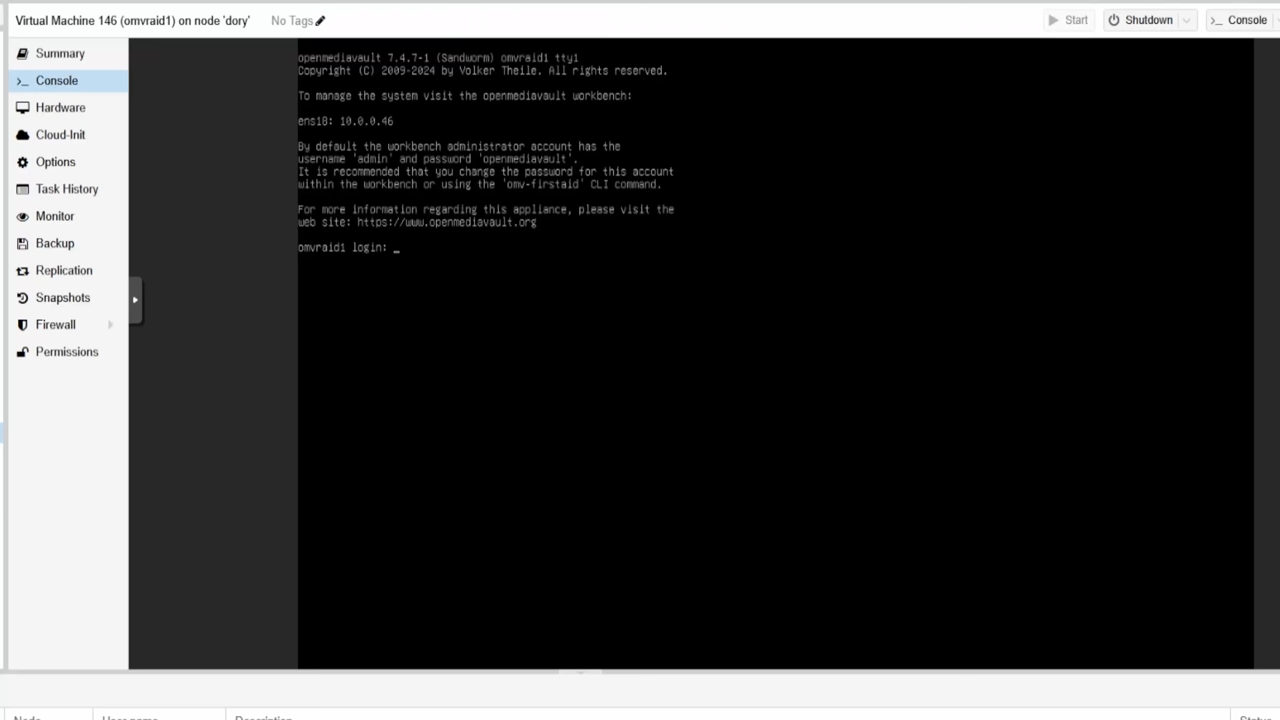 Virtual Machine 146 (omvraid1) on node 'dory' No Tags Start Shutdown Console
Summary
Console
Hardware
Cloud-Init
Options
Task History
Monitor
Backup
Replication
Snapshots
Firewall
Permissions
openmediavault 7.4.7-1 (Sandworm) omvraid1 tty1
Copyright (C) 2009-2024 by Volker Theile. All rights reserved.
To manage the system visit the openmediavault workbench:
ens18: 10.0.0.46
By default the workbench administrator account has the
username 'admin' and password 'openmediavault'.
It is recommended that you change the password for this account
within the workbench or using the 'omv-firstaid' CLI command.
For more information regarding this appliance, please visit the
web site: https://www.openmediavault.org
omvraid1 login: _
Node User name Description Status